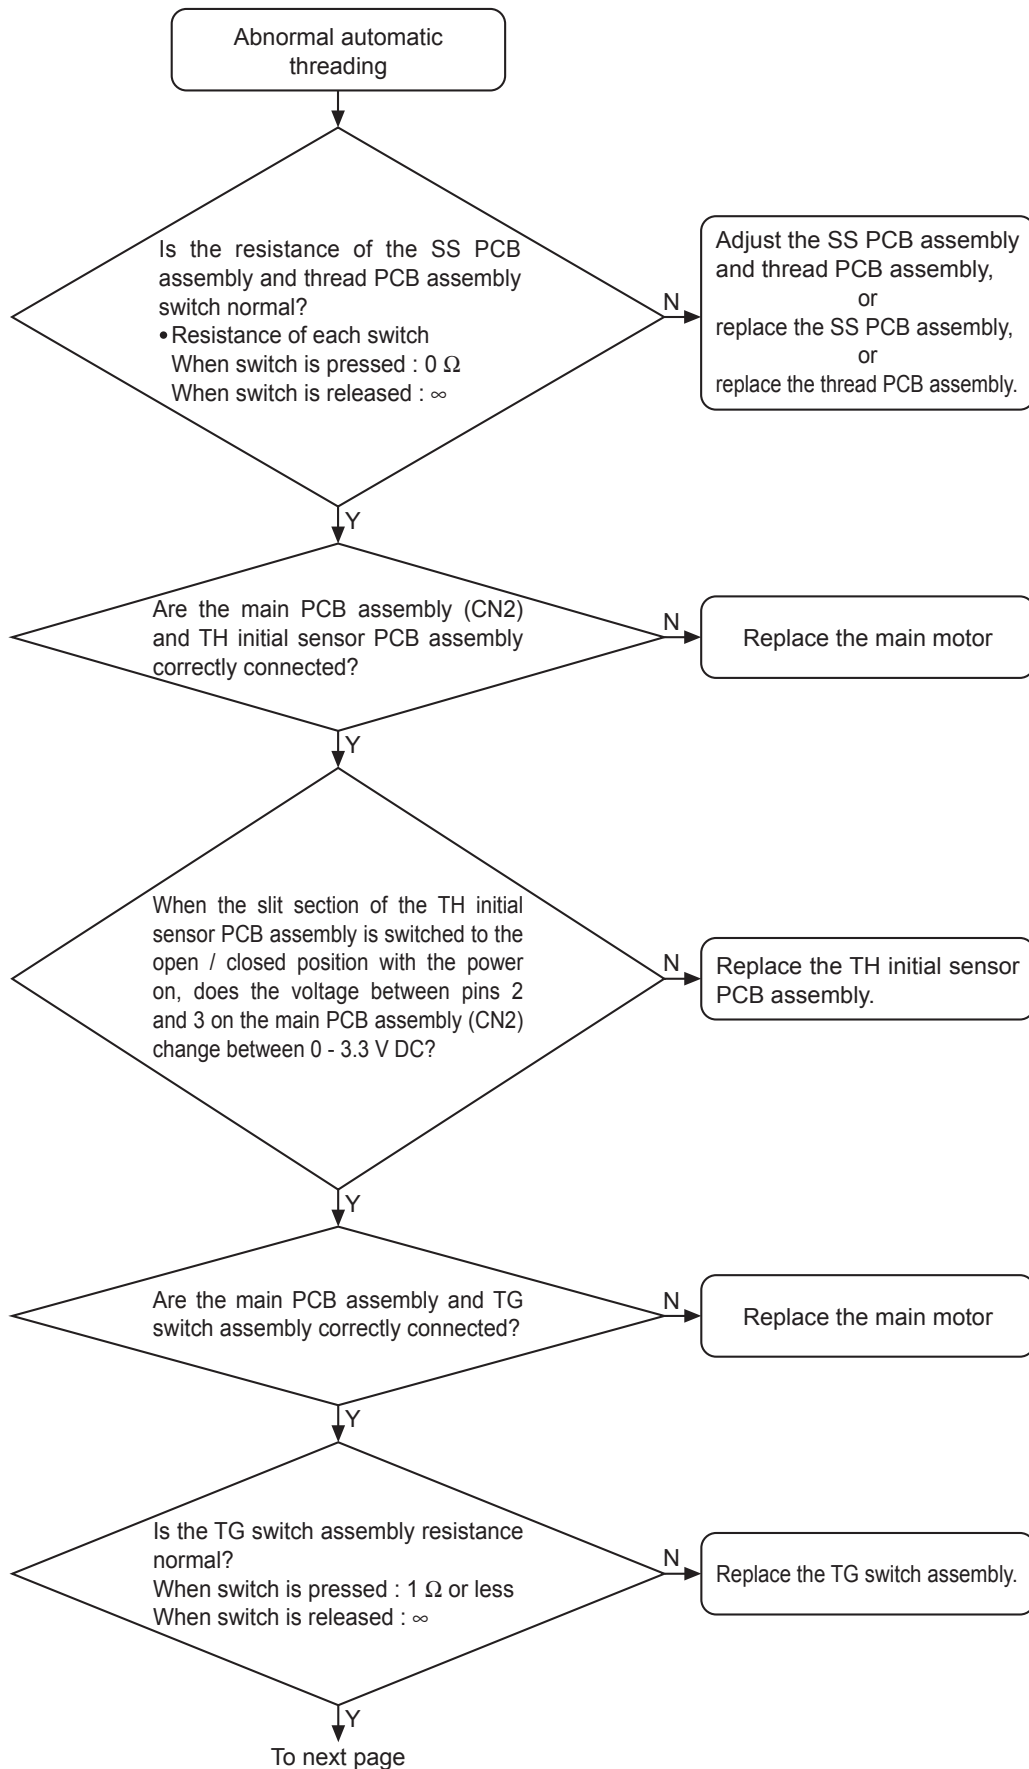 Abnormal automatic
threading
Is the resistance of the SS PCB
assembly and thread PCB assembly
switch normal?
• Resistance of each switch
When switch is pressed : 0 Ω
When switch is released : ∞
N
Adjust the SS PCB assembly
and thread PCB assembly,
or
replace the SS PCB assembly,
or
replace the thread PCB assembly.
Y
Are the main PCB assembly (CN2)
and TH initial sensor PCB assembly
correctly connected?
N
Replace the main motor
Y
When the slit section of the TH initial
sensor PCB assembly is switched to the
open / closed position with the power
on, does the voltage between pins 2
and 3 on the main PCB assembly (CN2)
change between 0 - 3.3 V DC?
N
Replace the TH initial sensor
PCB assembly.
Y
Are the main PCB assembly and TG
switch assembly correctly connected?
N
Replace the main motor
Y
Is the TG switch assembly resistance
normal?
When switch is pressed : 1 Ω or less
When switch is released : ∞
N
Replace the TG switch assembly.
Y
To next page